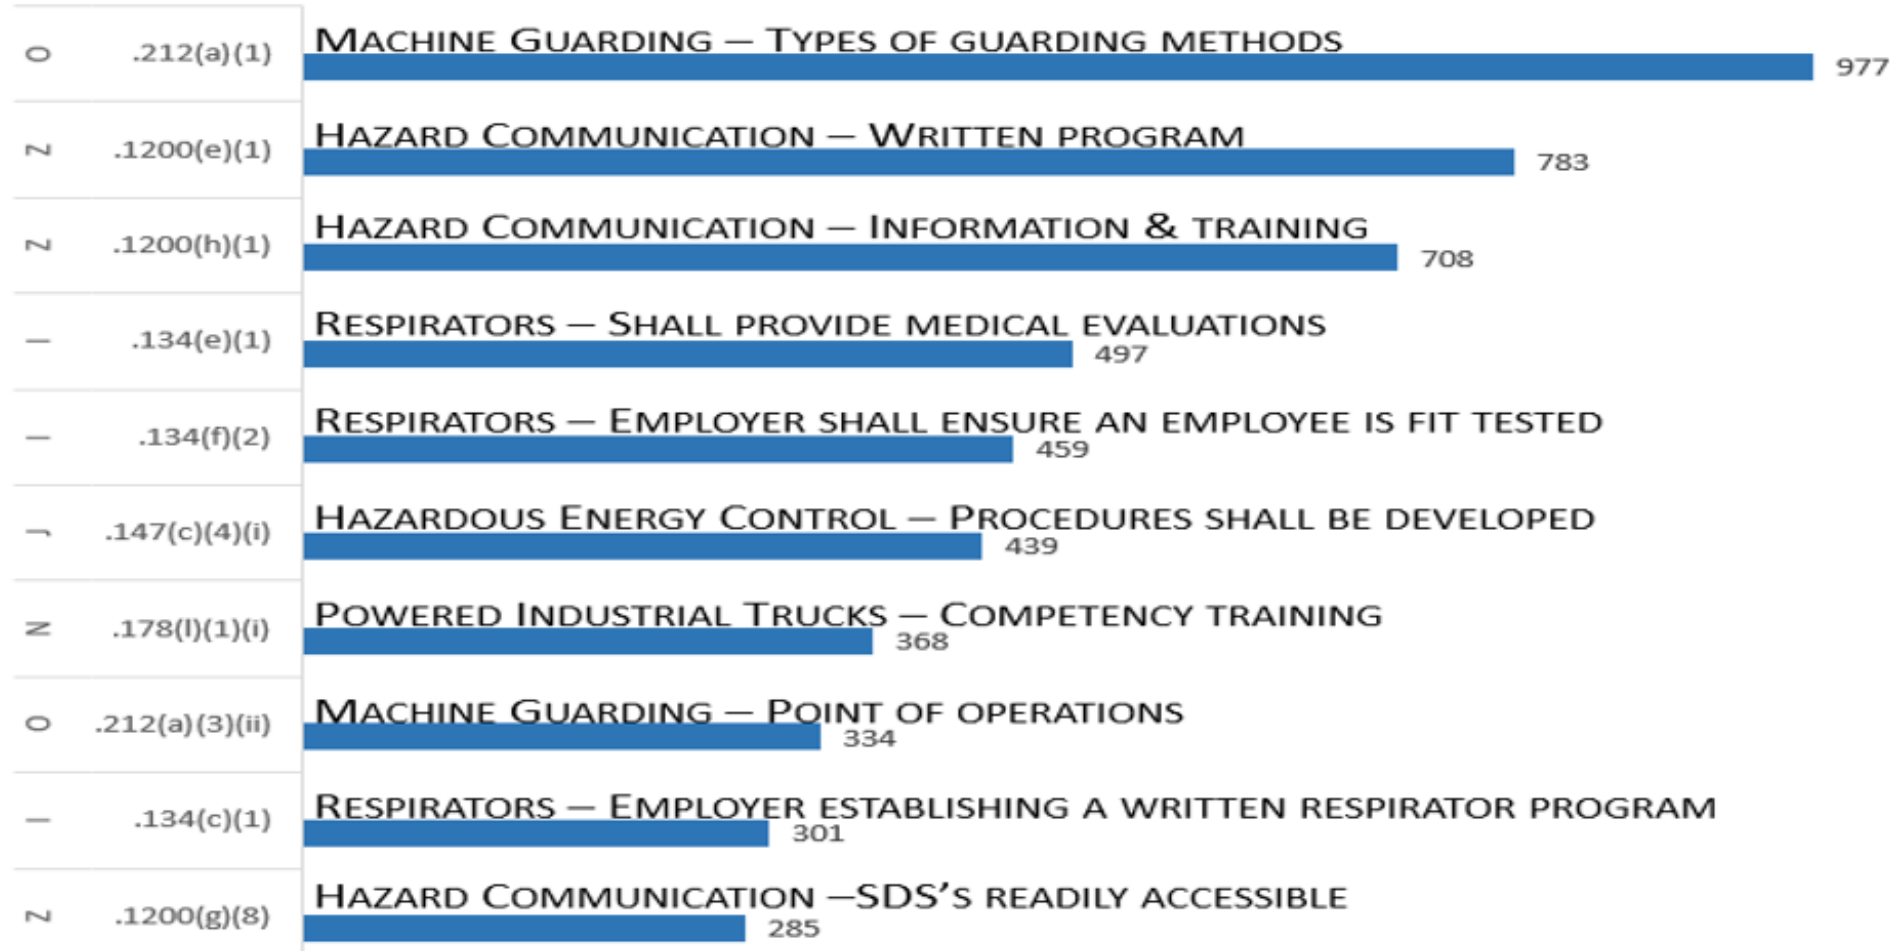 O .212(a)(1) MACHINE GUARDING – TYPES OF GUARDING METHODS 977
Z .1200(e)(1) HAZARD COMMUNICATION – WRITTEN PROGRAM 783
Z .1200(h)(1) HAZARD COMMUNICATION – INFORMATION & TRAINING 708
I .134(e)(1) RESPIRATORS – SHALL PROVIDE MEDICAL EVALUATIONS 497
I .134(f)(2) RESPIRATORS – EMPLOYER SHALL ENSURE AN EMPLOYEE IS FIT TESTED 459
J .147(c)(4)(i) HAZARDOUS ENERGY CONTROL – PROCEDURES SHALL BE DEVELOPED 439
N .178(l)(1)(i) POWERED INDUSTRIAL TRUCKS – COMPETENCY TRAINING 368
O .212(a)(3)(ii) MACHINE GUARDING – POINT OF OPERATIONS 334
I .134(c)(1) RESPIRATORS – EMPLOYER ESTABLISHING A WRITTEN RESPIRATOR PROGRAM 301
Z .1200(g)(8) HAZARD COMMUNICATION –SDS'S READILY ACCESSIBLE 285